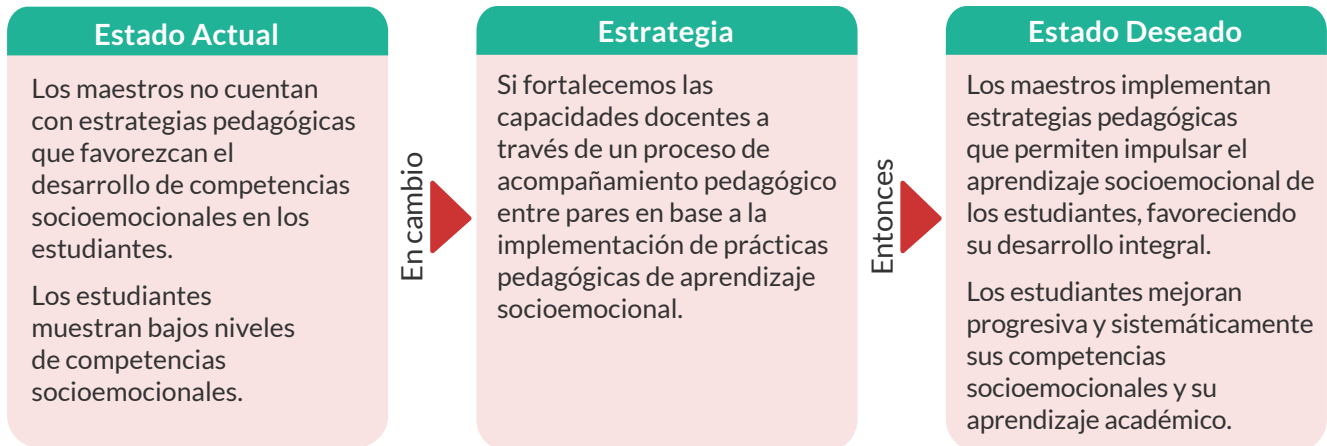 Estado Actual
Los maestros no cuentan
con estrategias pedagógicas
que favorezcan el
desarrollo de competencias
socioemocionales en los
estudiantes.
Los estudiantes
muestran bajos niveles
de competencias
socioemocionales.
En cambio
Estrategia
Si fortalecemos las
capacidades docentes a
través de un proceso de
acompañamiento pedagógico
entre pares en base a la
implementación de prácticas
pedagógicas de aprendizaje
socioemocional.
Entonces
Estado Deseado
Los maestros implementan
estrategias pedagógicas
que permiten impulsar el
aprendizaje socioemocional de
los estudiantes, favoreciendo
su desarrollo integral.
Los estudiantes mejoran
progresiva y sistemáticamente
sus competencias
socioemocionales y su
aprendizaje académico.